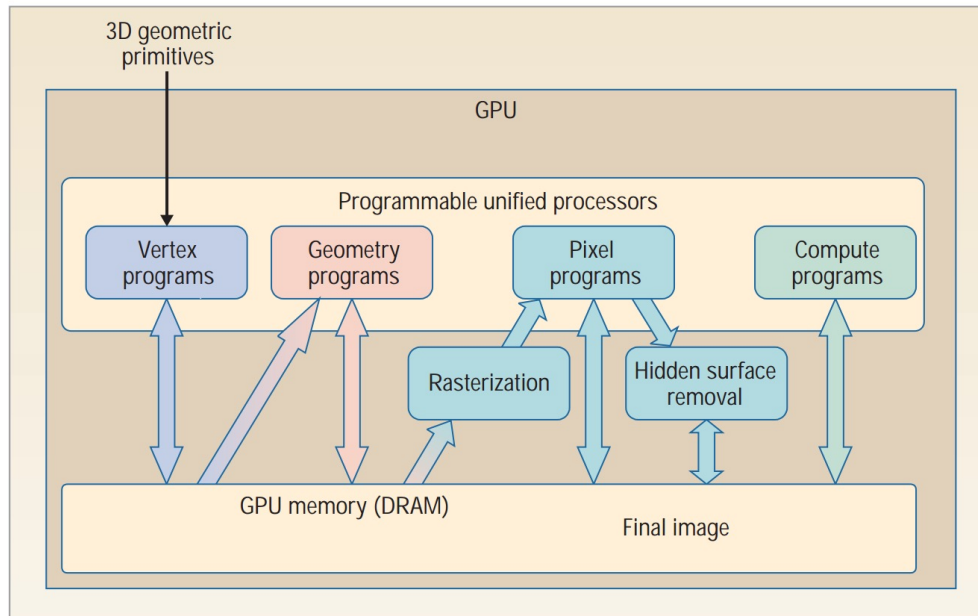 3D geometric
primitives
GPU
Programmable unified processors
Vertex
programs
Geometry
programs
Pixel
programs
Compute
programs
Rasterization
Hidden surface
removal
GPU memory (DRAM)
Final image